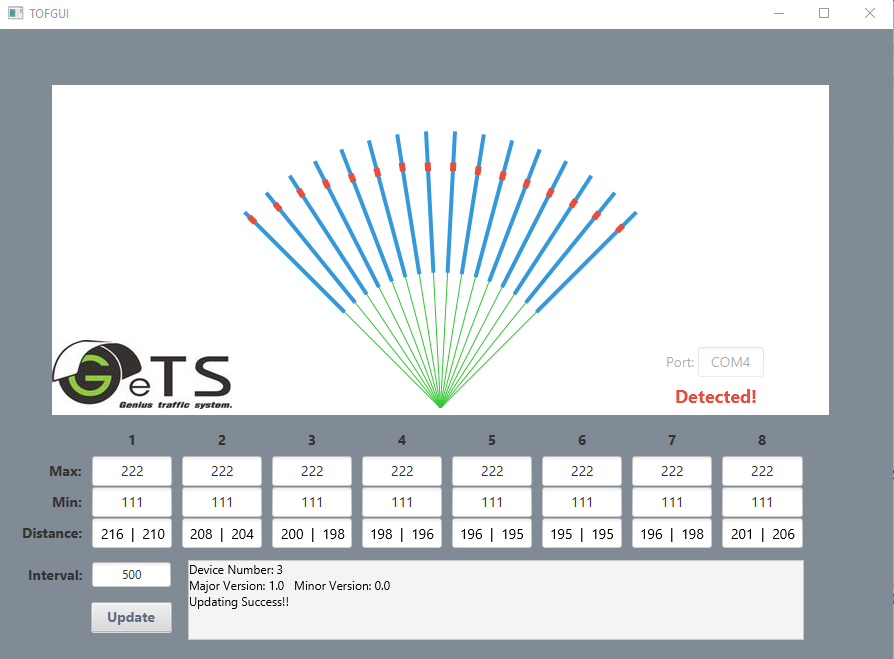 TOFGUI
GeTS
Genius traffic system.
Port: COM4
Detected!
1 2 3 4 5 6 7 8
Max: 222 222 222 222 222 222 222 222
Min: 111 111 111 111 111 111 111 111
Distance: 216 | 210 208 | 204 200 | 198 198 | 196 196 | 195 195 | 195 196 | 198 201 | 206
Interval: 500
Device Number: 3
Major Version: 1.0 Minor Version: 0.0
Updating Success!!
Update